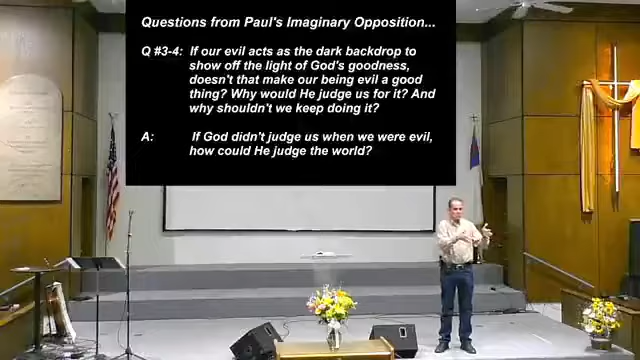 Questions from Paul's Imaginary Opposition...
Q #3-4: If our evil acts as the dark backdrop to
show off the light of God's goodness,
doesn't that make our being evil a good
thing? Why would He judge us for it? And
why shouldn't we keep doing it?
A: If God didn't judge us when we were evil,
how could He judge the world?